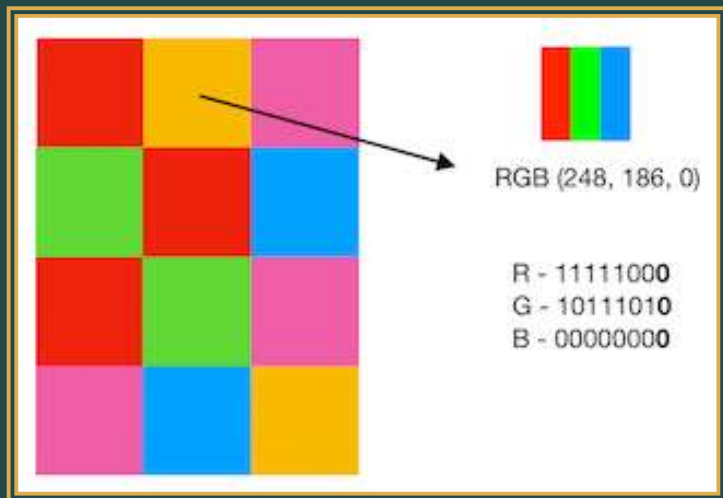 RGB (248, 186, 0)
R - 11111000
G - 10111010
B - 00000000